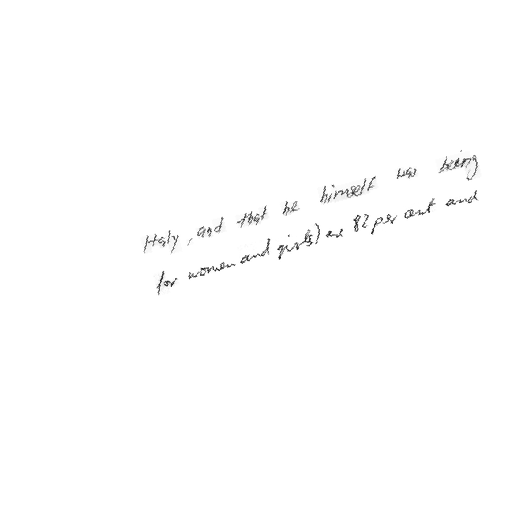 Italy, and that he himself was being
for women and girls) are 82 per cent and